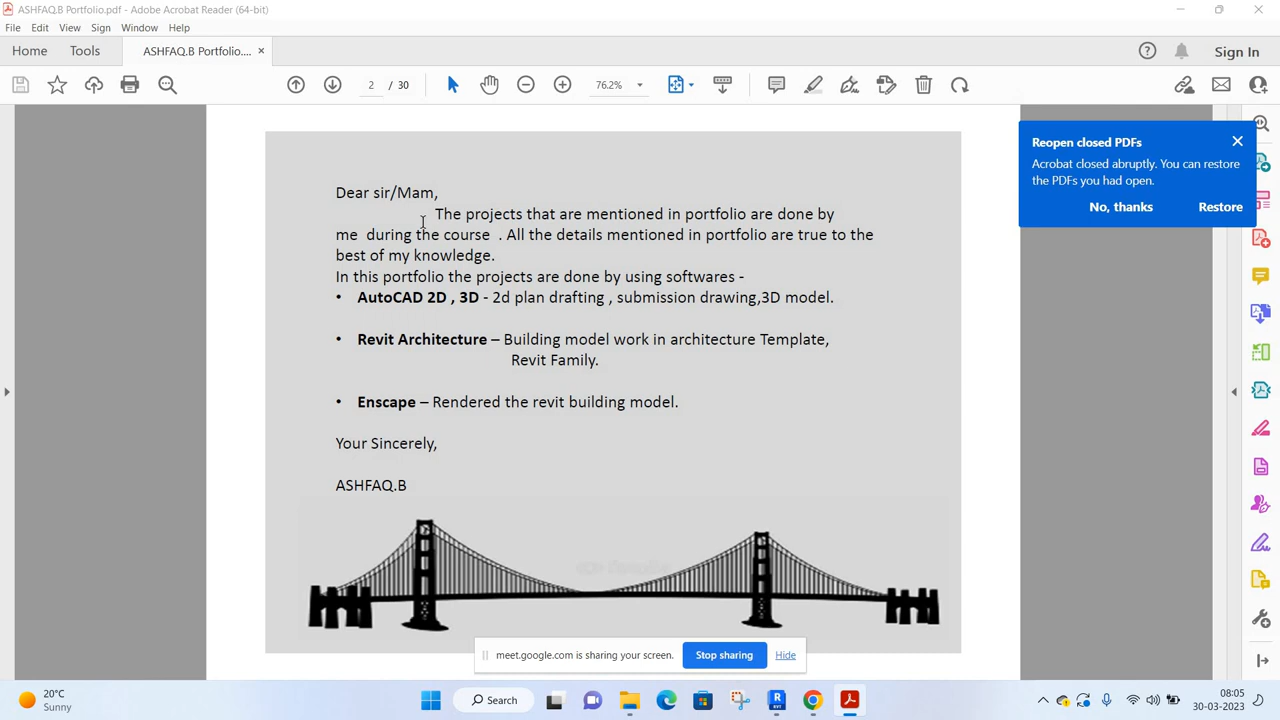 ASHFAQ.B Portfolio.pdf - Adobe Acrobat Reader (64-bit)
File Edit View Sign Window Help
Home Tools ASHFAQ.B Portfolio.... × Sign In
2 / 30 76.2%
Reopen closed PDFs
Acrobat closed abruptly. You can restore
the PDFs you had open.
No, thanks Restore
Dear sir/Mam,
The projects that are mentioned in portfolio are done by
me during the course . All the details mentioned in portfolio are true to the
best of my knowledge.
In this portfolio the projects are done by using softwares -
• AutoCAD 2D , 3D - 2d plan drafting , submission drawing,3D model.
• Revit Architecture – Building model work in architecture Template,
Revit Family.
• Enscape – Rendered the revit building model.
Your Sincerely,
ASHFAQ.B
meet.google.com is sharing your screen. Stop sharing Hide
20°C
Sunny
Search
08:05
30-03-2023